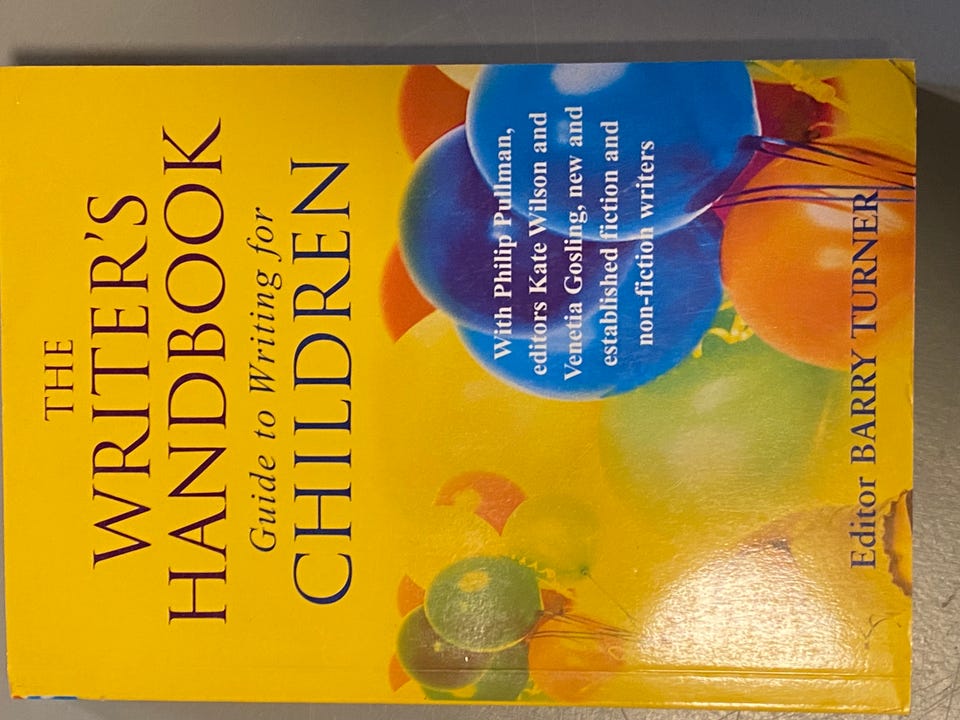 THE
WRITER'S
HANDBOOK
Guide to Writing for
CHILDREN
With Philip Pullman,
editors Kate Wilson and
Venetia Gosling, new and
established fiction and
non-fiction writers
Editor BARRY TURNER